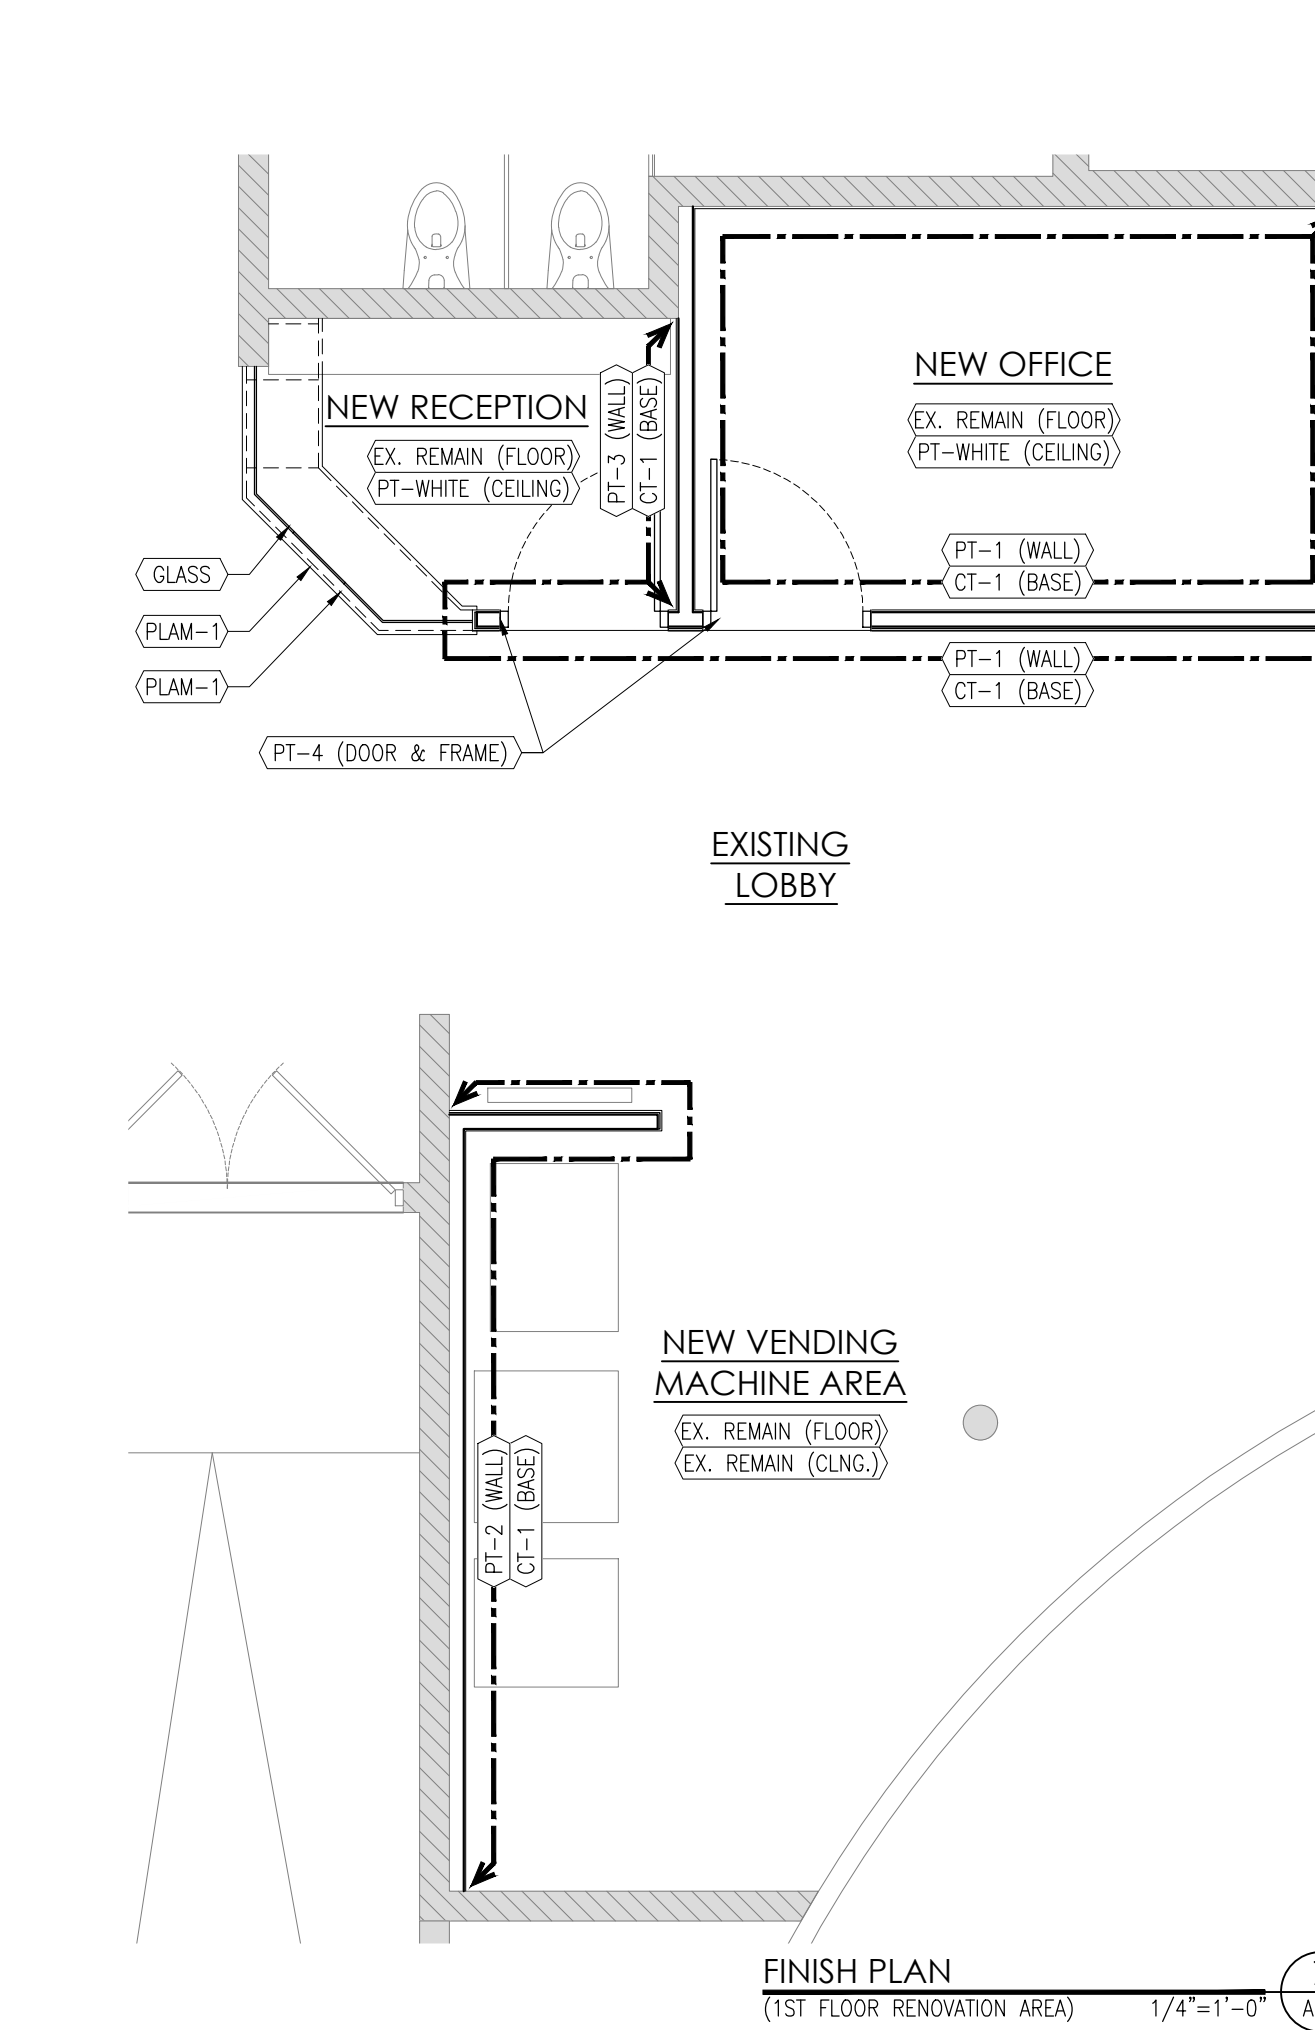 NEW OFFICE
EX. REMAIN (FLOOR)
PT-WHITE (CEILING)
NEW RECEPTION
EX. REMAIN (FLOOR)
PT-WHITE (CEILING)
PT-3 (WALL)
CT-1 (BASE)
PT-1 (WALL)
CT-1 (BASE)
GLASS
PLAM-1
PLAM-1
PT-1 (WALL)
CT-1 (BASE)
PT-4 (DOOR & FRAME)
EXISTING
LOBBY
NEW VENDING
MACHINE AREA
EX. REMAIN (FLOOR)
EX. REMAIN (CLNG.)
PT-2 (WALL)
CT-1 (BASE)
FINISH PLAN
(1ST FLOOR RENOVATION AREA) 1/4"=1'-0"